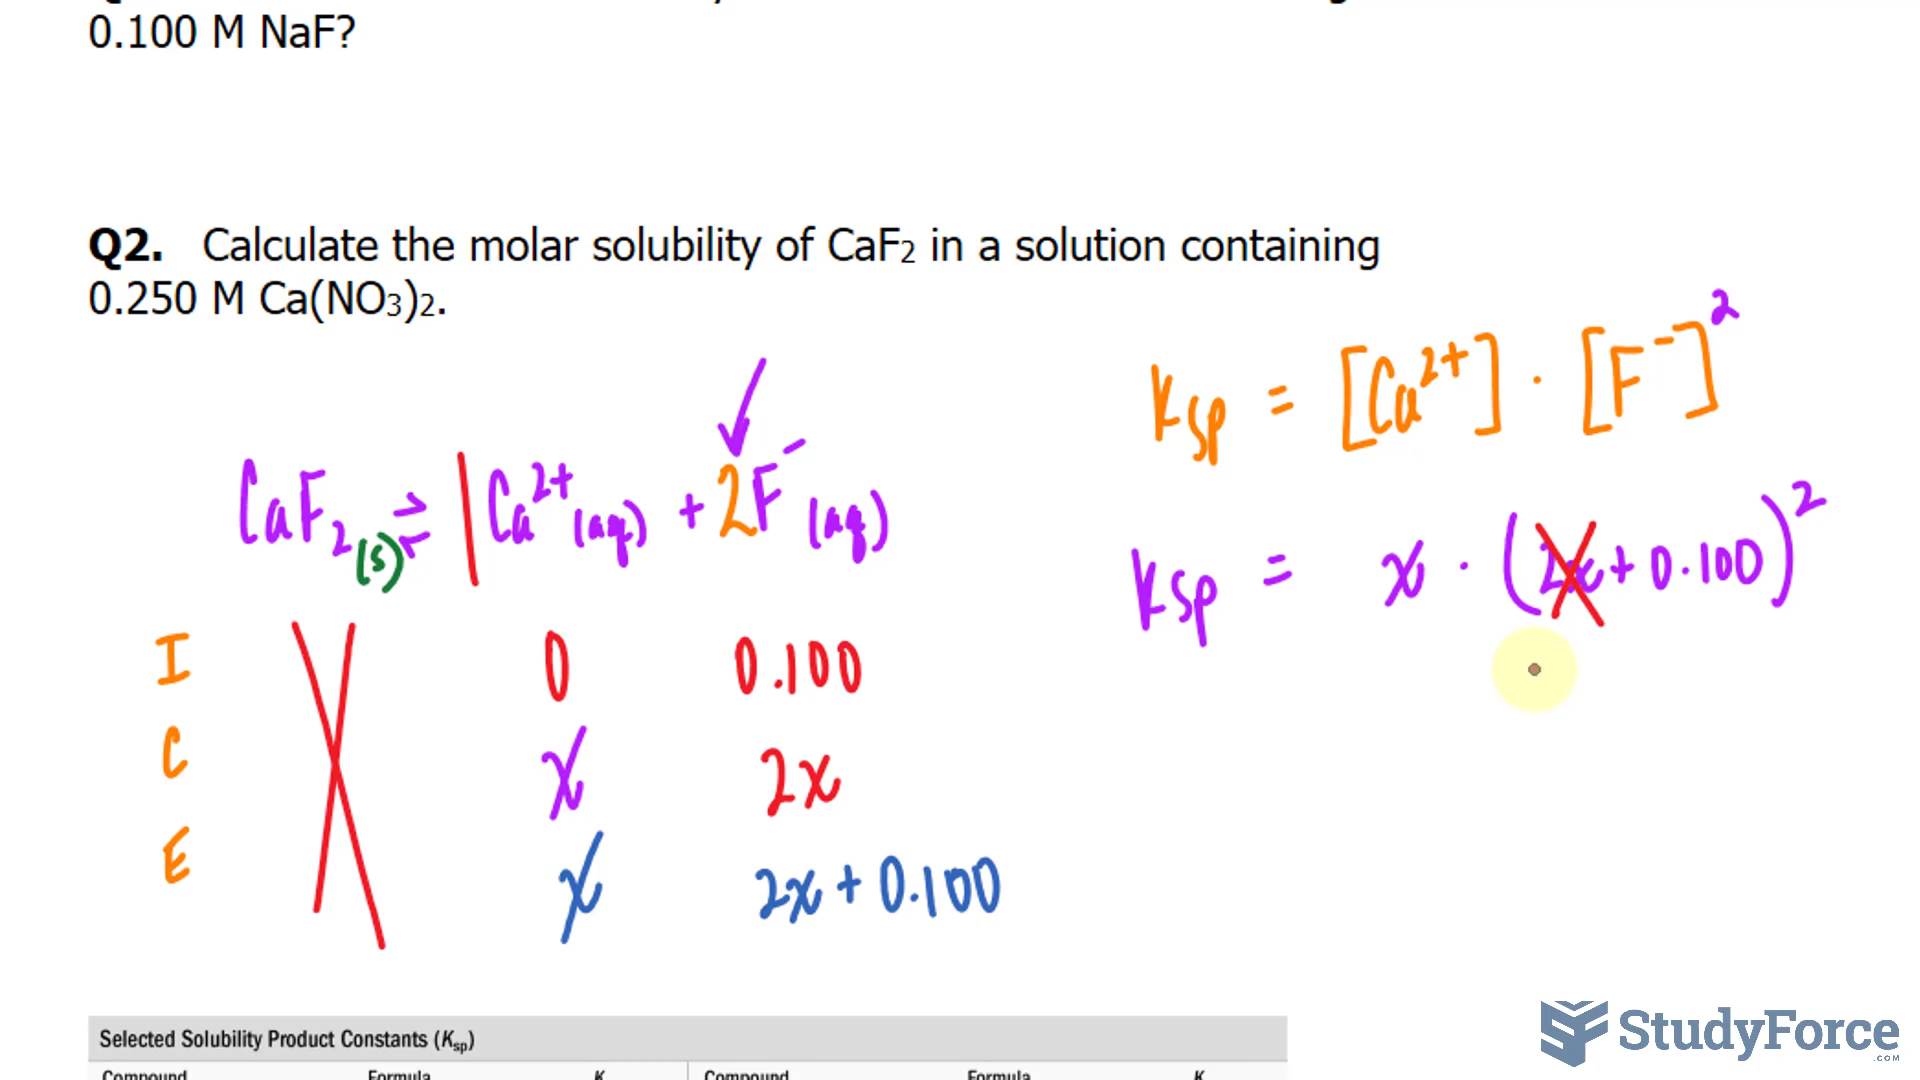 0.100 M NaF?
Q2. Calculate the molar solubility of CaF₂ in a solution containing
0.250 M Ca(NO₃)₂.
Ksp = [Ca²⁺] · [F⁻]²
CaF₂(s) ⇌ 1Ca²⁺(aq) + 2F⁻(aq)
Ksp = x · (2x + 0.100)²
I 0 0.100
C x 2x
E x 2x + 0.100
Selected Solubility Product Constants (Ksp)
Compound Formula K Compound Formula K
StudyForce
.COM